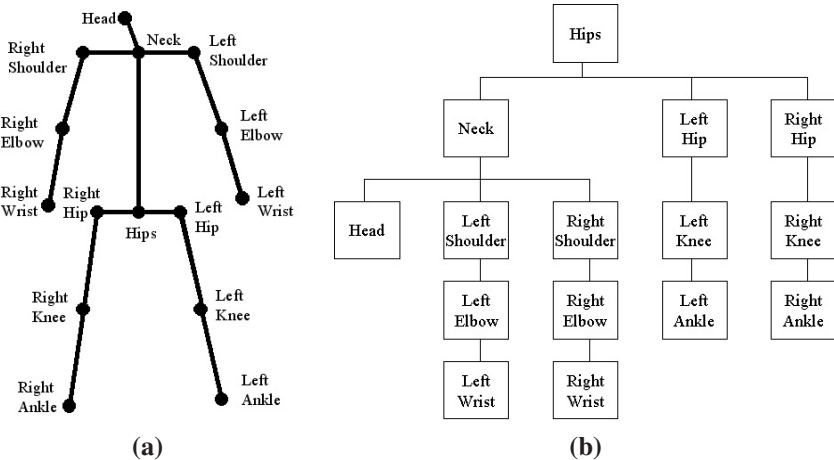 Head
Neck
Left
Shoulder
Right
Shoulder
Right
Elbow
Left
Elbow
Right
Wrist
Right
Hip
Hips
Left
Hip
Left
Wrist
Right
Knee
Left
Knee
Right
Ankle
Left
Ankle
(a)
Hips
Neck
Left
Hip
Right
Hip
Head
Left
Shoulder
Right
Shoulder
Left
Knee
Right
Knee
Left
Elbow
Right
Elbow
Left
Ankle
Right
Ankle
Left
Wrist
Right
Wrist
(b)